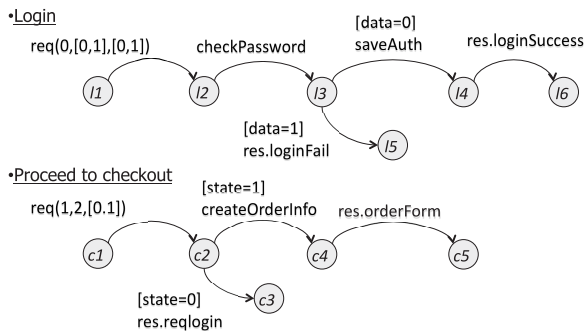 •Login
req(0,[0,1],[0,1])
checkPassword
[data=0]
saveAuth
res.loginSuccess
l1
l2
l3
l4
l6
[data=1]
res.loginFail
l5
•Proceed to checkout
req(1,2,[0.1])
[state=1]
createOrderInfo
res.orderForm
c1
c2
c4
c5
[state=0]
res.reqlogin
c3